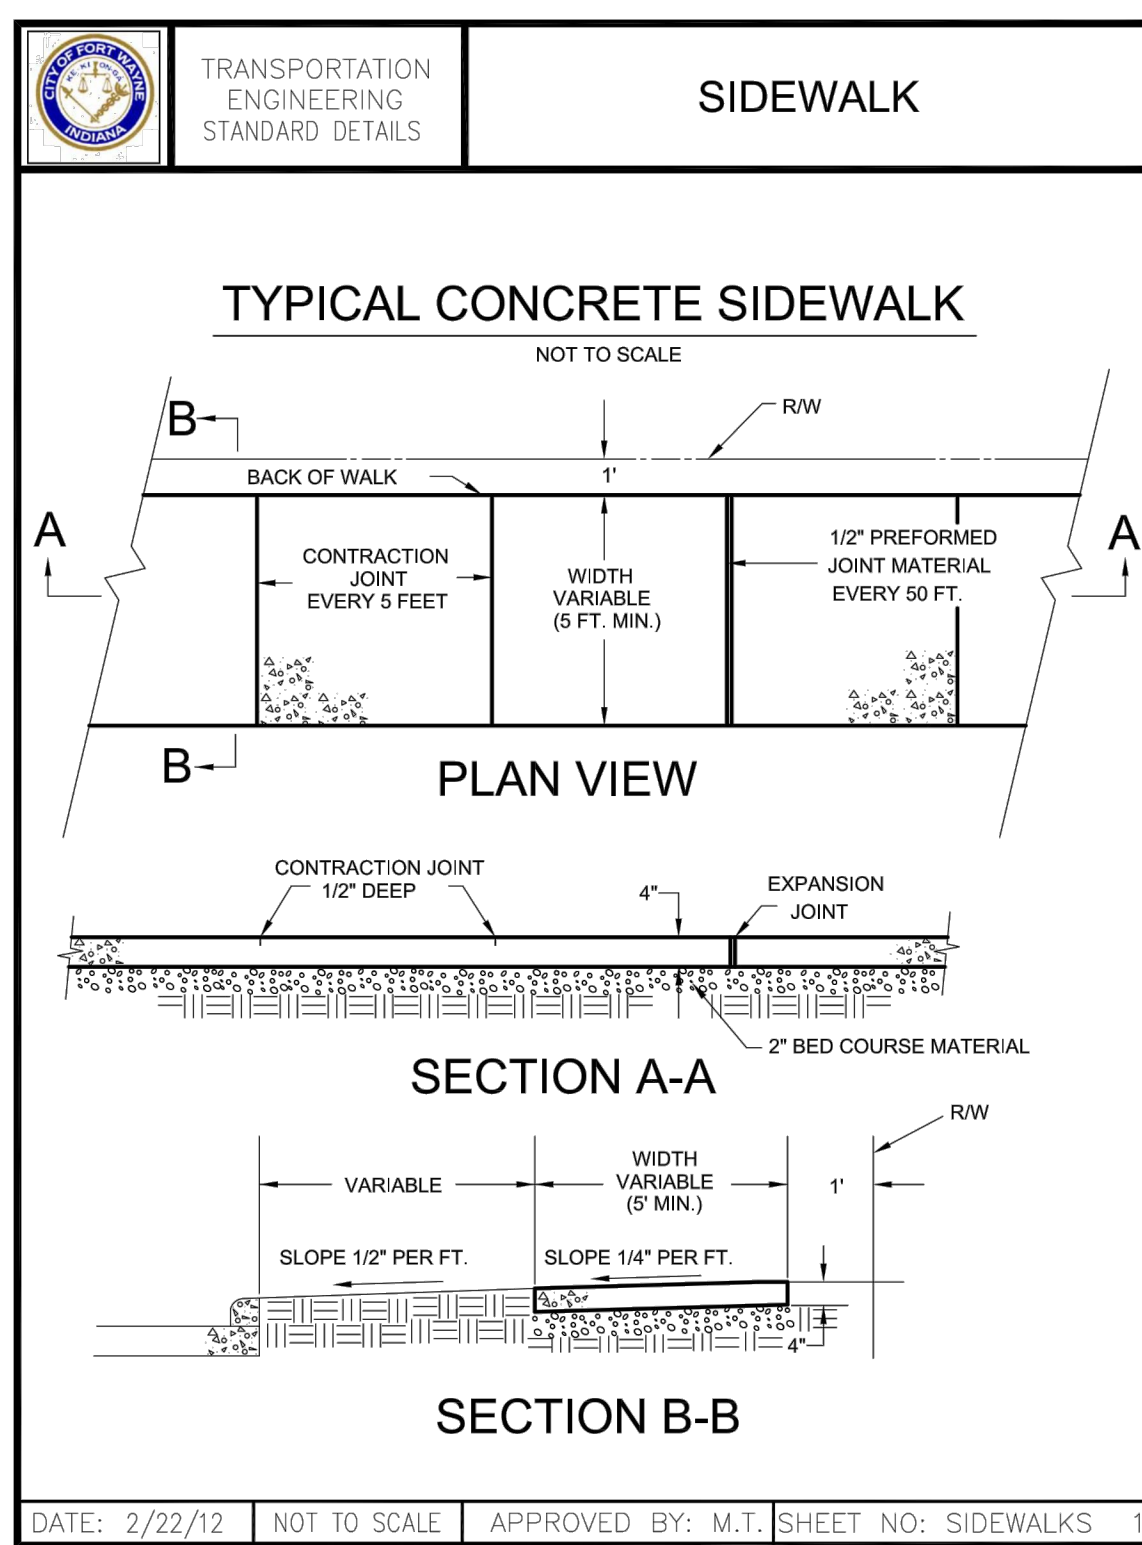 CITY OF FORT WAYNE
KE·KI·ON·GA
INDIANA
TRANSPORTATION
ENGINEERING
STANDARD DETAILS
SIDEWALK
TYPICAL CONCRETE SIDEWALK
NOT TO SCALE
B
R/W
BACK OF WALK
1'
A
A
CONTRACTION
JOINT
EVERY 5 FEET
WIDTH
VARIABLE
(5 FT. MIN.)
1/2" PREFORMED
JOINT MATERIAL
EVERY 50 FT.
B
PLAN VIEW
CONTRACTION JOINT
1/2" DEEP
4"
EXPANSION
JOINT
2" BED COURSE MATERIAL
SECTION A-A
R/W
VARIABLE
WIDTH
VARIABLE
(5' MIN.)
1'
SLOPE 1/2" PER FT.
SLOPE 1/4" PER FT.
4"
SECTION B-B
DATE: 2/22/12
NOT TO SCALE
APPROVED BY: M.T.
SHEET NO: SIDEWALKS 1